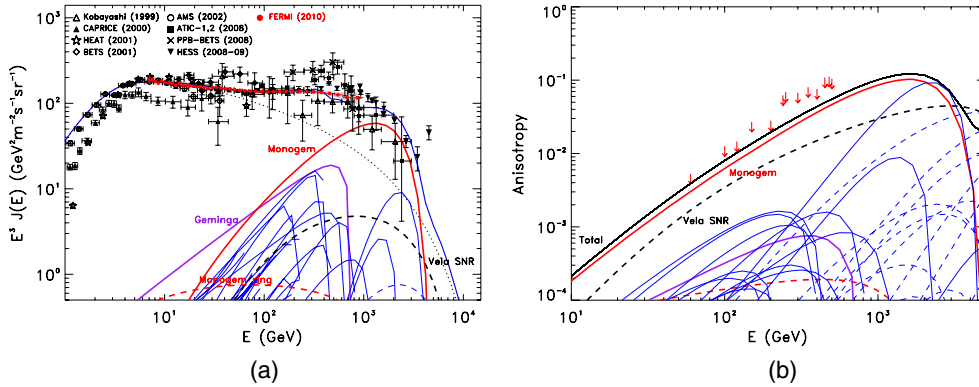 Kobayashi (1999)
CAPRICE (2000)
HEAT (2001)
BETS (2001)
AMS (2002)
ATIC-1,2 (2008)
PPB-BETS (2008)
HESS (2008-09)
FERMI (2010)
E³ J(E) (GeV²m⁻²s⁻¹sr⁻¹)
10³
10²
10¹
10⁰
Monogem
Geminga
Vela SNR
Monogem sng
10⁰ 10¹ 10² 10³ 10⁴
E (GeV)
(a)
Anisotropy
10⁰
10⁻¹
10⁻²
10⁻³
10⁻⁴
Monogem
Vela SNR
Total
10¹ 10² 10³
E (GeV)
(b)